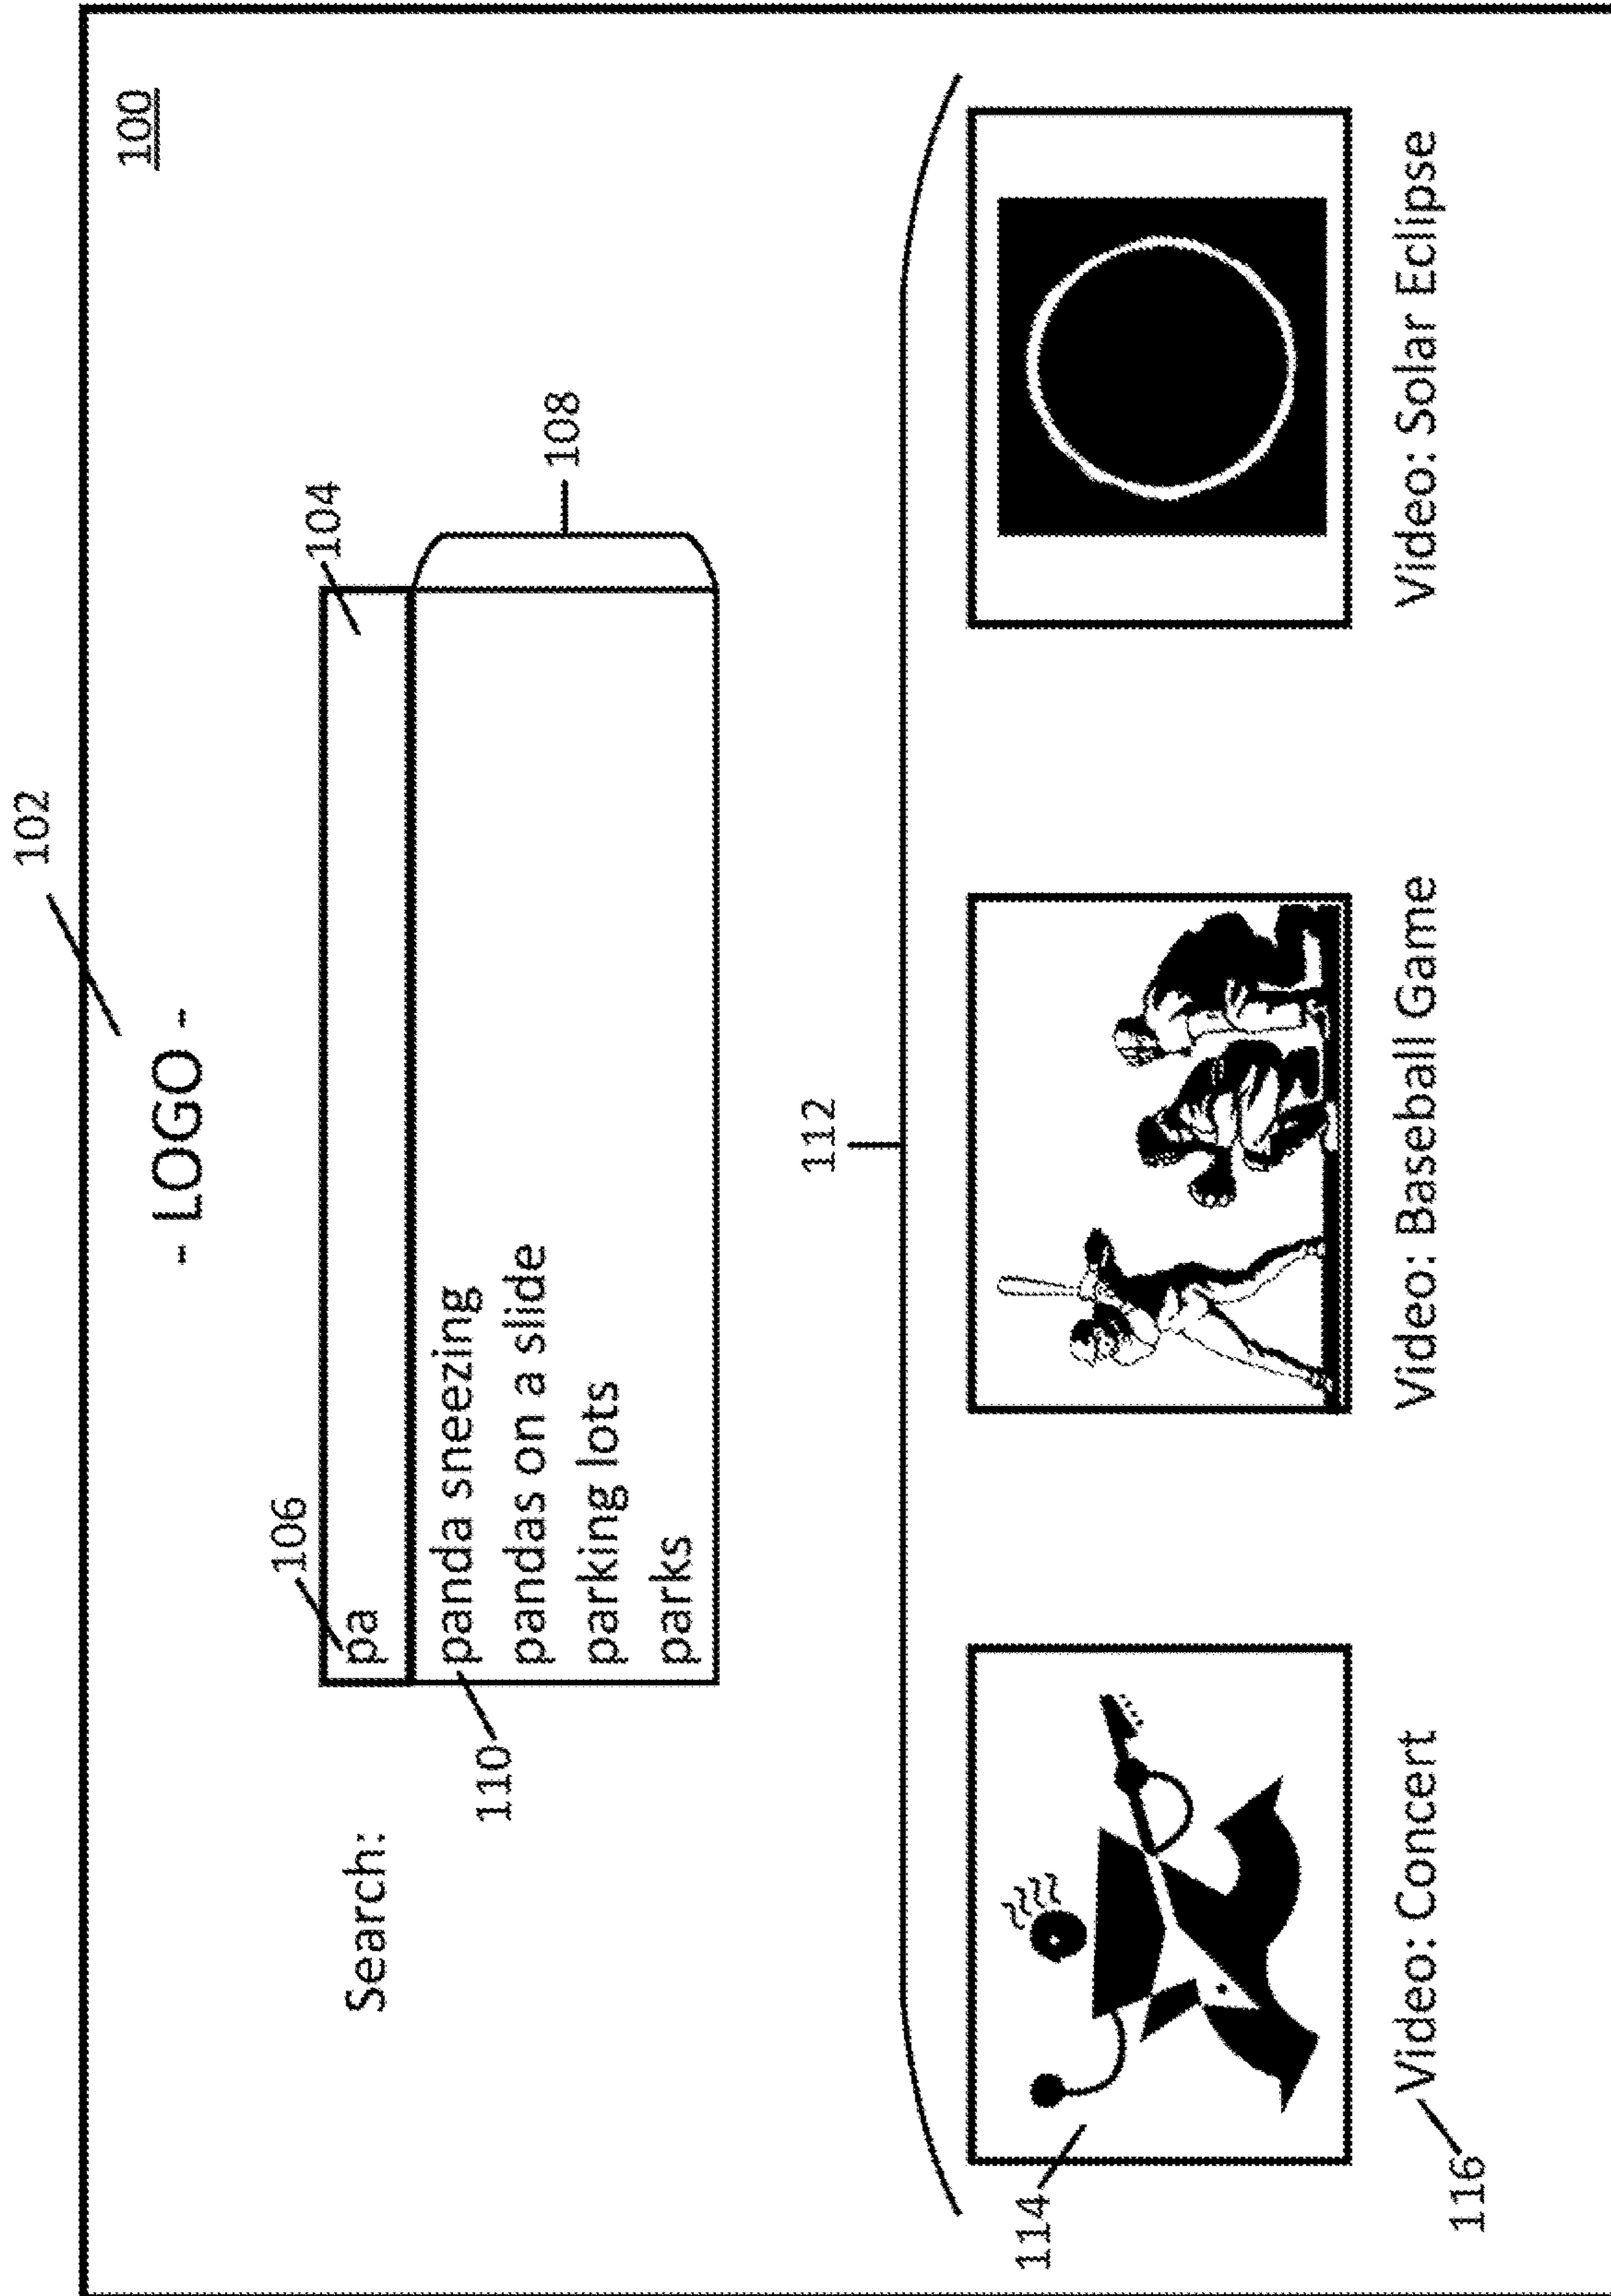 100
102
- LOGO -
104
106
Search:
pa
108
110
panda sneezing
pandas on a slide
parking lots
parks
112
114
116
Video: Concert
Video: Baseball Game
Video: Solar Eclipse